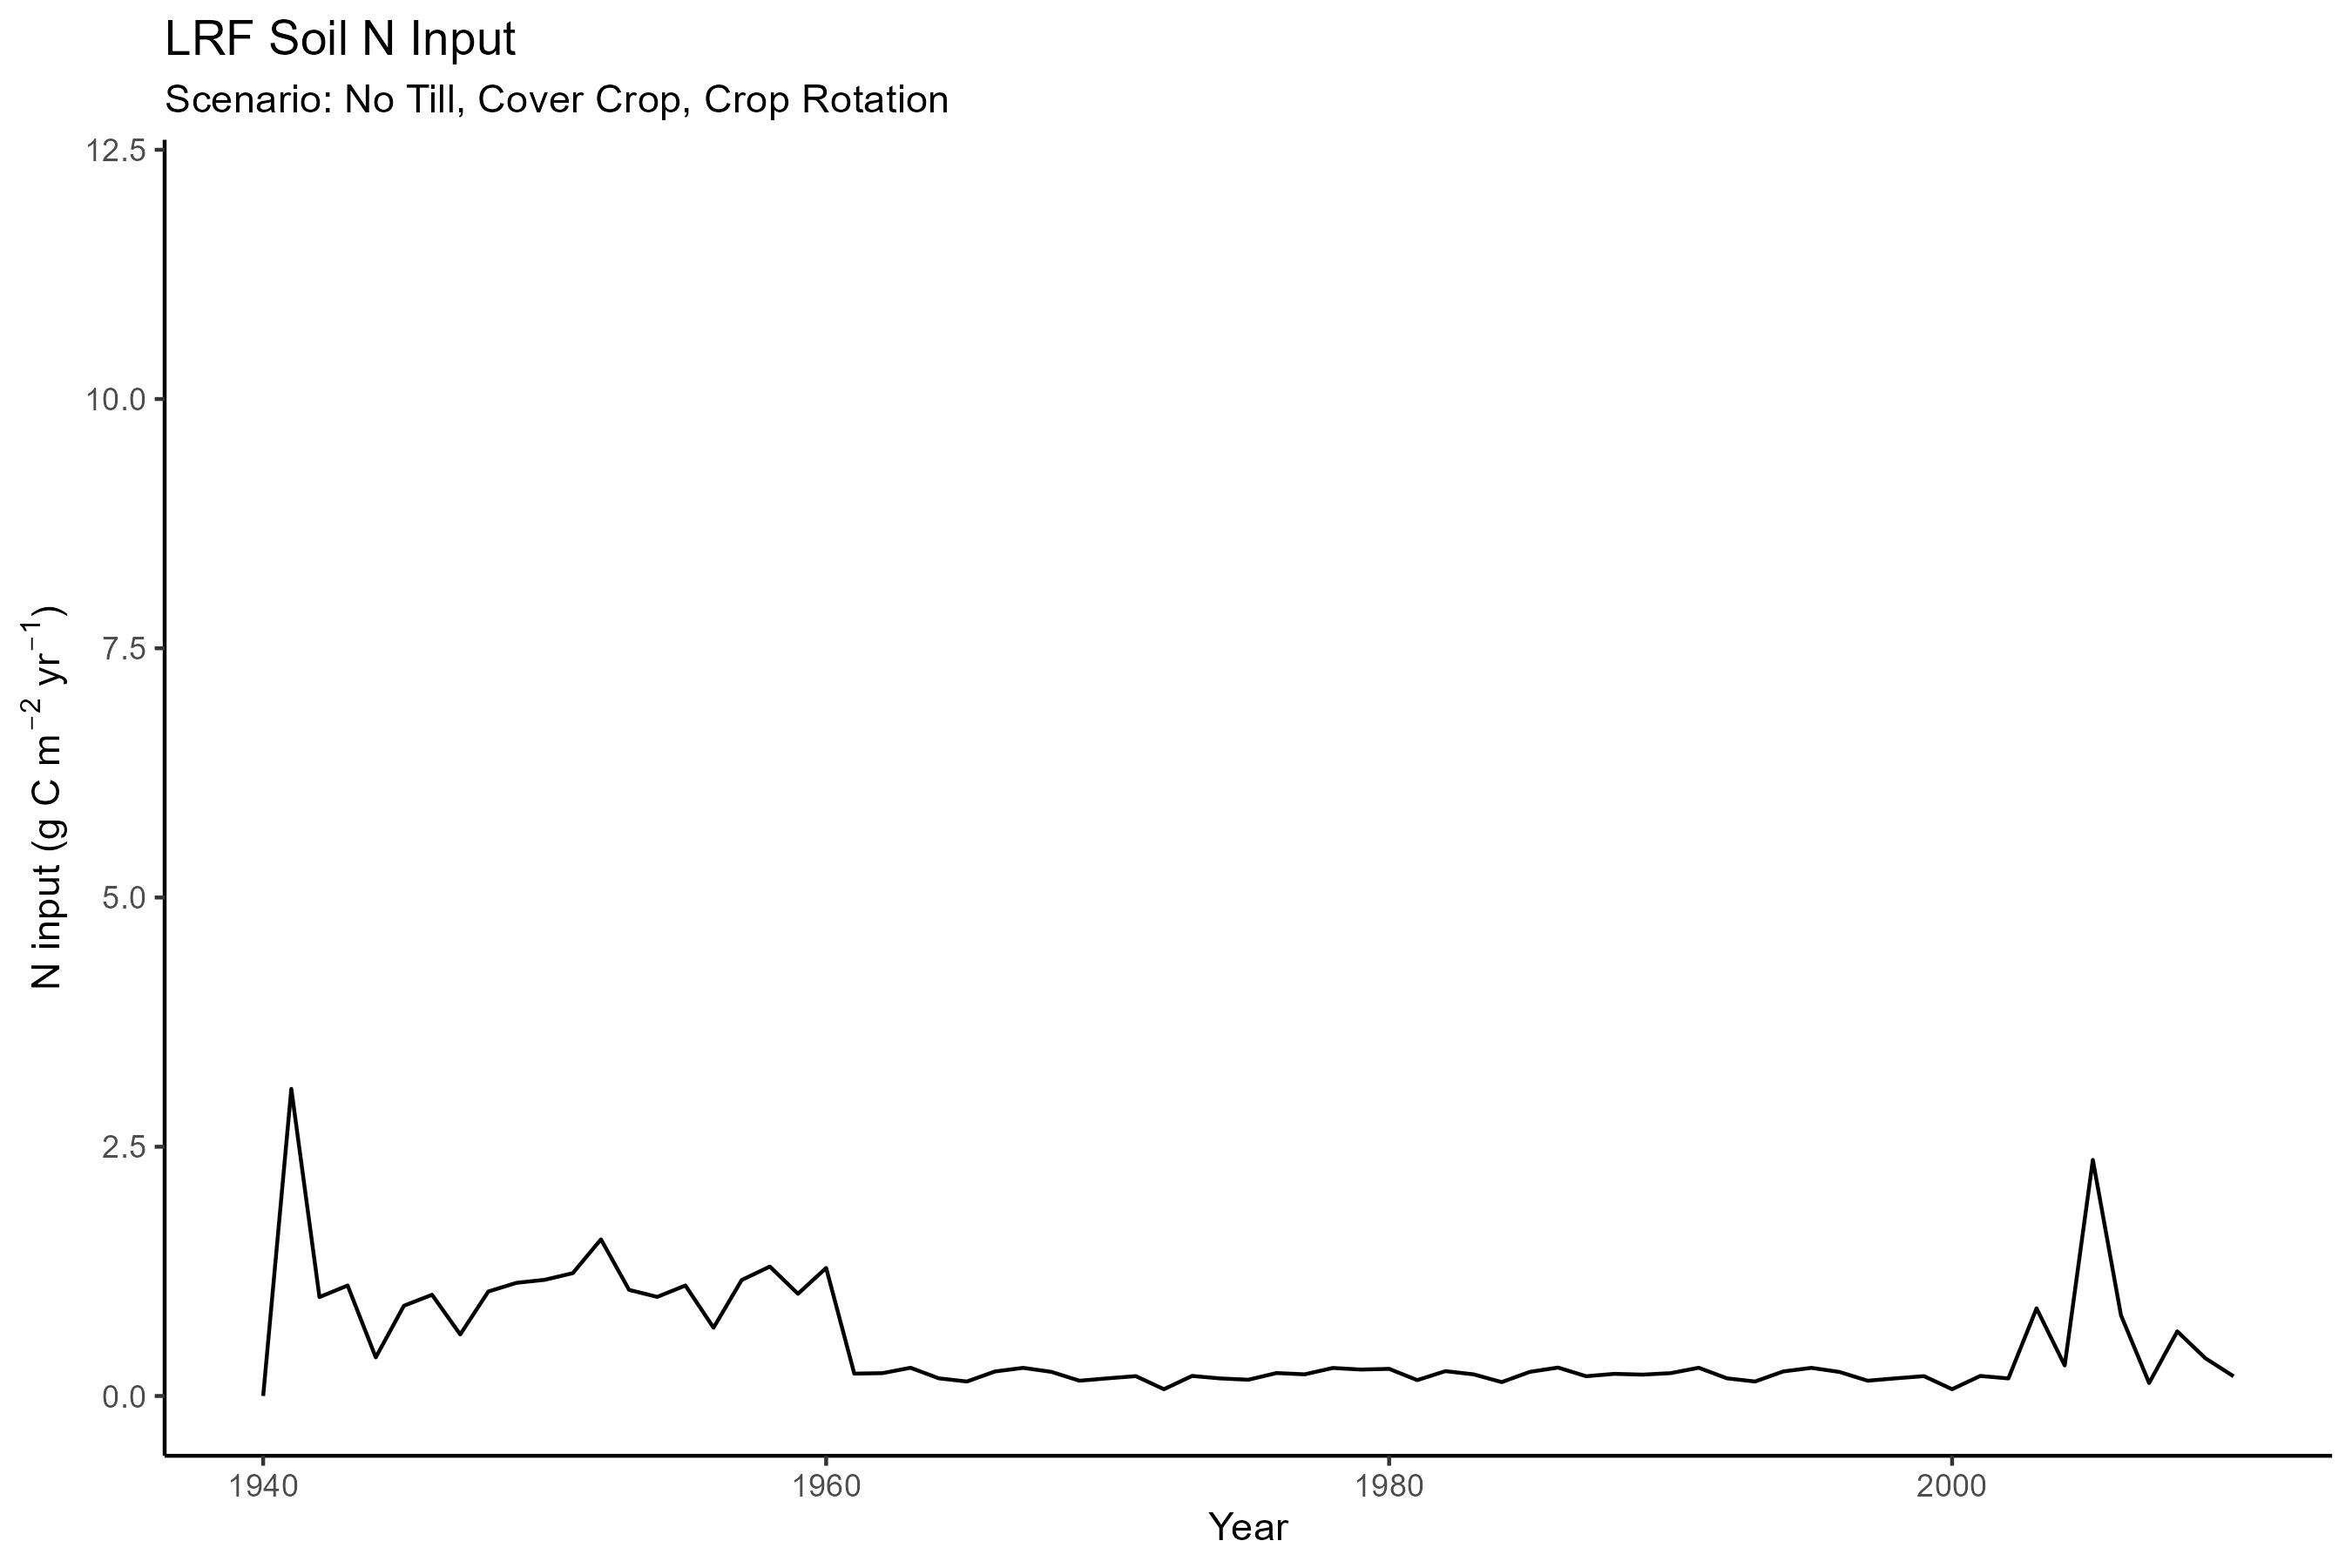 LRF Soil N Input
Scenario: No Till, Cover Crop, Crop Rotation
12.5
10.0
7.5
5.0
2.5
0.0
N input (g C m⁻² yr⁻¹)
1940 1960 1980 2000
Year